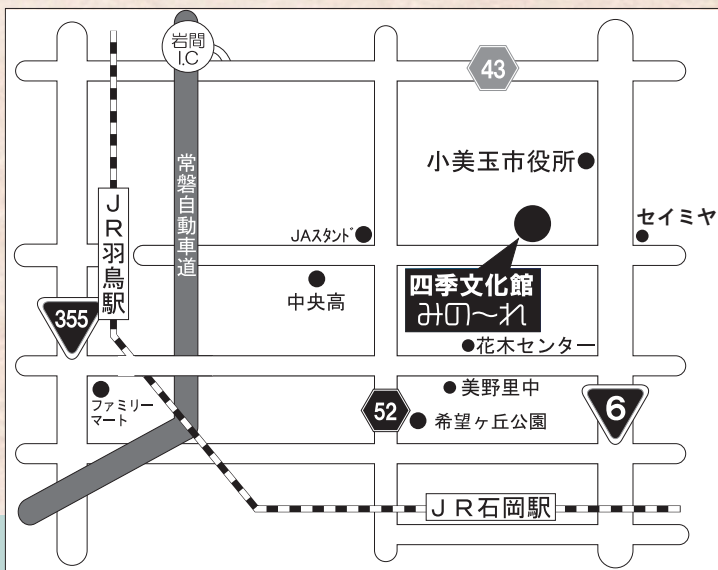 岩間
I.C
43
小美玉市役所
常磐自動車道
JR羽鳥駅
JAスタンド
セイミヤ
中央高
四季文化館
みの〜れ
355
花木センター
ファミリー
マート
美野里中
52
希望ヶ丘公園
6
JR石岡駅